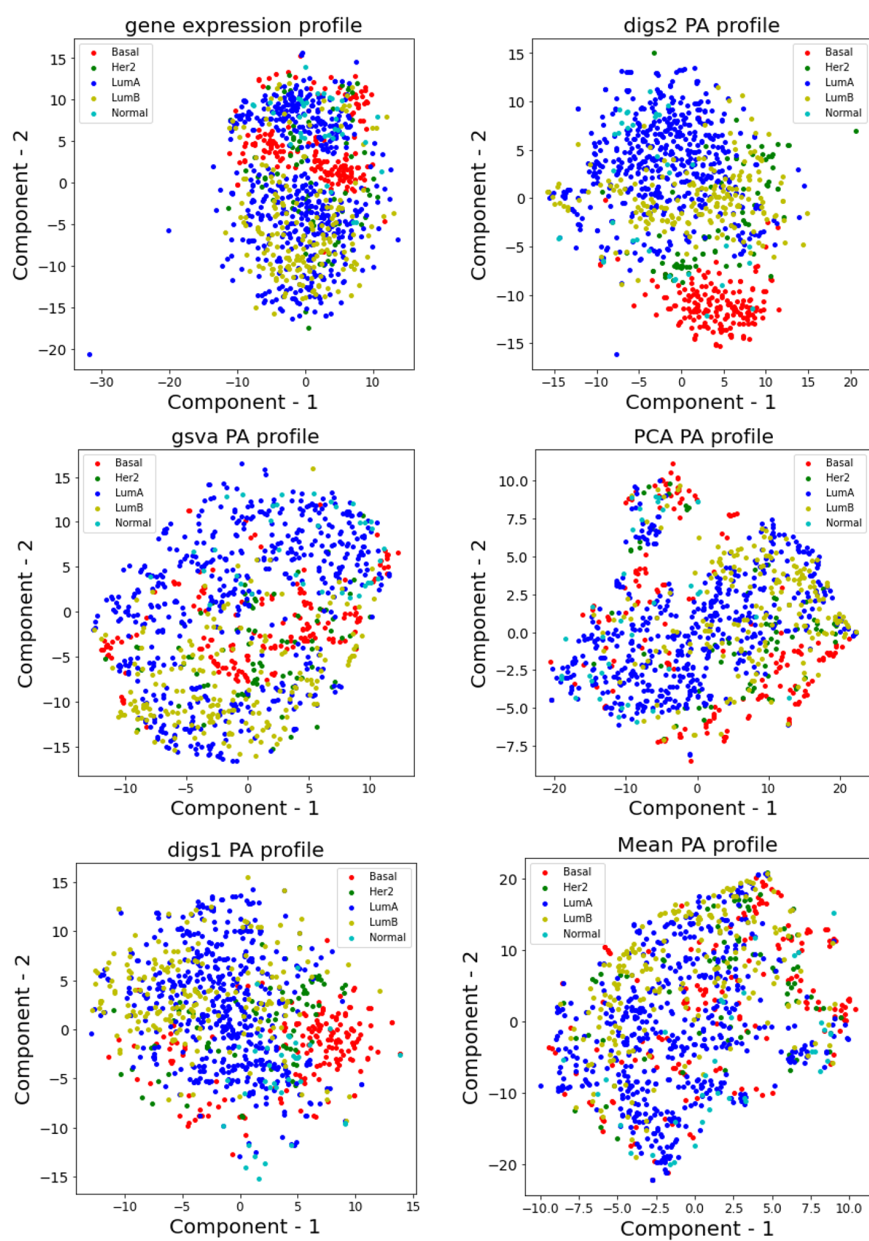 gene expression profile
Basal
Her2
LumA
LumB
Normal
15
10
5
0
−5
−10
−15
−20
Component - 2
−30
−20
−10
0
10
Component - 1
digs2 PA profile
Basal
Her2
LumA
LumB
Normal
15
10
5
0
−5
−10
−15
Component - 2
−15
−10
−5
0
5
10
15
20
Component - 1
gsva PA profile
Basal
Her2
LumA
LumB
Normal
15
10
5
0
−5
−10
−15
Component - 2
−10
−5
0
5
10
Component - 1
PCA PA profile
Basal
Her2
LumA
LumB
Normal
10.0
7.5
5.0
2.5
0.0
−2.5
−5.0
−7.5
Component - 2
−20
−10
0
10
20
Component - 1
digs1 PA profile
Basal
Her2
LumA
LumB
Normal
15
10
5
0
−5
−10
−15
Component - 2
−10
−5
0
5
10
15
Component - 1
Mean PA profile
Basal
Her2
LumA
LumB
Normal
20
10
0
−10
−20
Component - 2
−10.0
−7.5
−5.0
−2.5
0.0
2.5
5.0
7.5
10.0
Component - 1